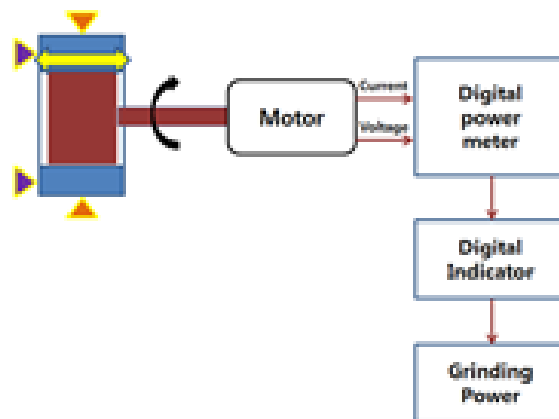 Current
Motor
Voltage
Digital
power
meter
Digital
Indicator
Grinding
Power